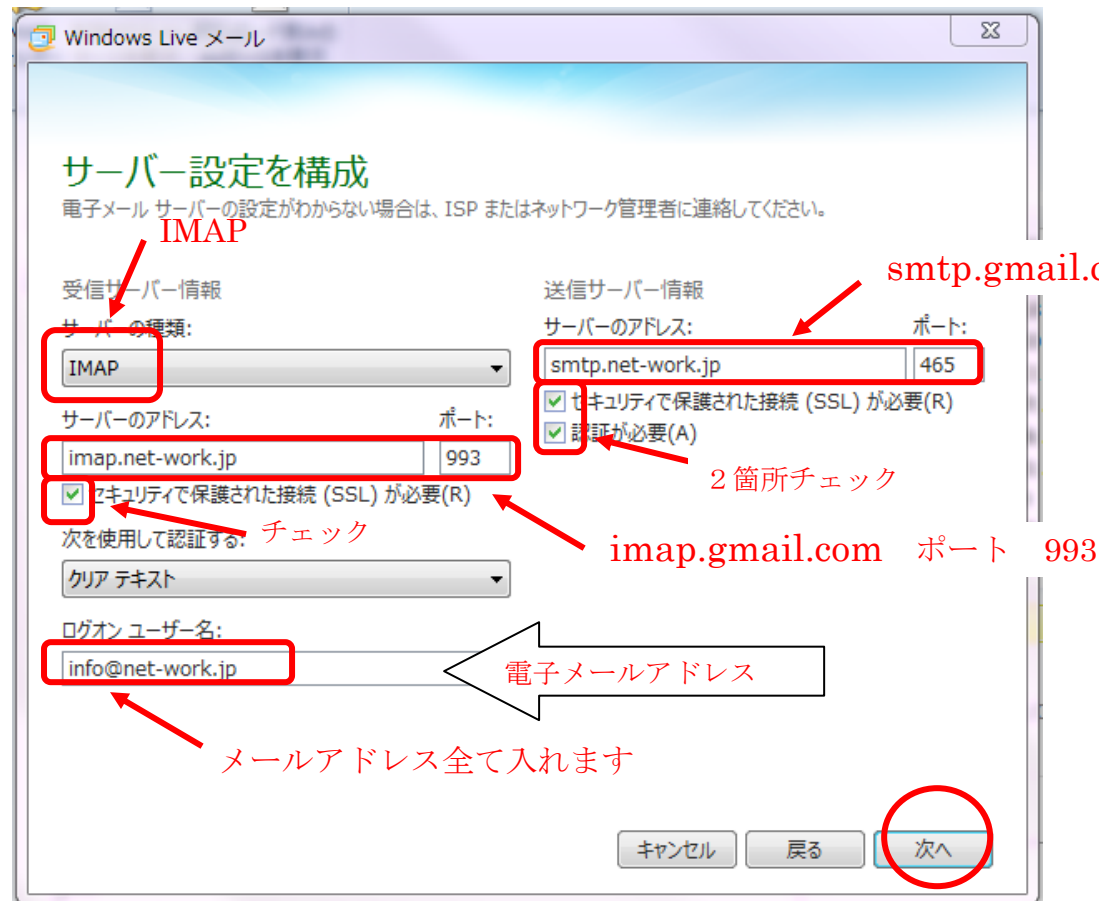 Windows Live メール
サーバー設定を構成
電子メール サーバーの設定がわからない場合は、ISP またはネットワーク管理者に連絡してください。
IMAP
smtp.gmail.c
受信サーバー情報
サーバーの種類:
IMAP
サーバーのアドレス: ポート:
imap.net-work.jp 993
セキュリティで保護された接続 (SSL) が必要(R)
チェック
次を使用して認証する:
クリア テキスト
ログオン ユーザー名:
info@net-work.jp
電子メールアドレス
メールアドレス全て入れます
送信サーバー情報
サーバーのアドレス: ポート:
smtp.net-work.jp 465
セキュリティで保護された接続 (SSL) が必要(R)
認証が必要(A)
２箇所チェック
imap.gmail.com ポート 993
キャンセル 戻る 次へ